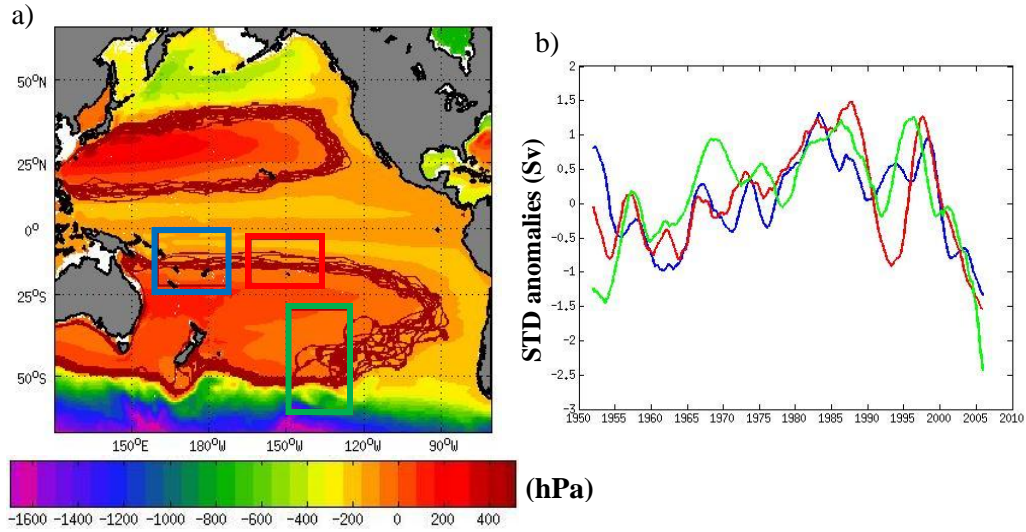 a)
50°N
25°N
0°
25°S
50°S
150°E 180°W 150°W 120°W 90°W
-1600 -1400 -1200 -1000 -800 -600 -400 -200 0 200 400
(hPa)
b)
STD anomalies (Sv)
2
1.5
1
0.5
0
-0.5
-1
-1.5
-2
-2.5
-3
1950 1955 1960 1965 1970 1975 1980 1985 1990 1995 2000 2005 2010